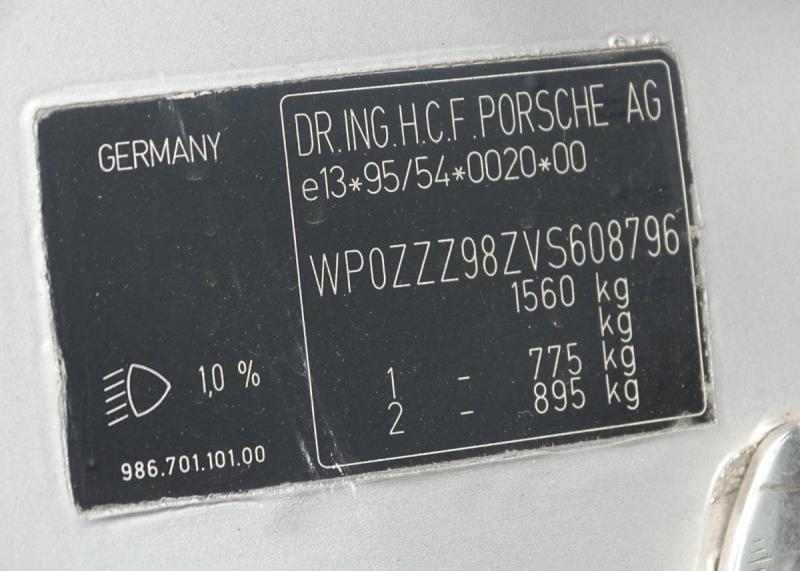 GERMANY
1,0 %
986.701.101.00
DR.ING.H.C.F.PORSCHE AG
e13*95/54*0020*00
WP0ZZZ98ZVS608796
1560 kg
kg
1 - 775 kg
2 - 895 kg